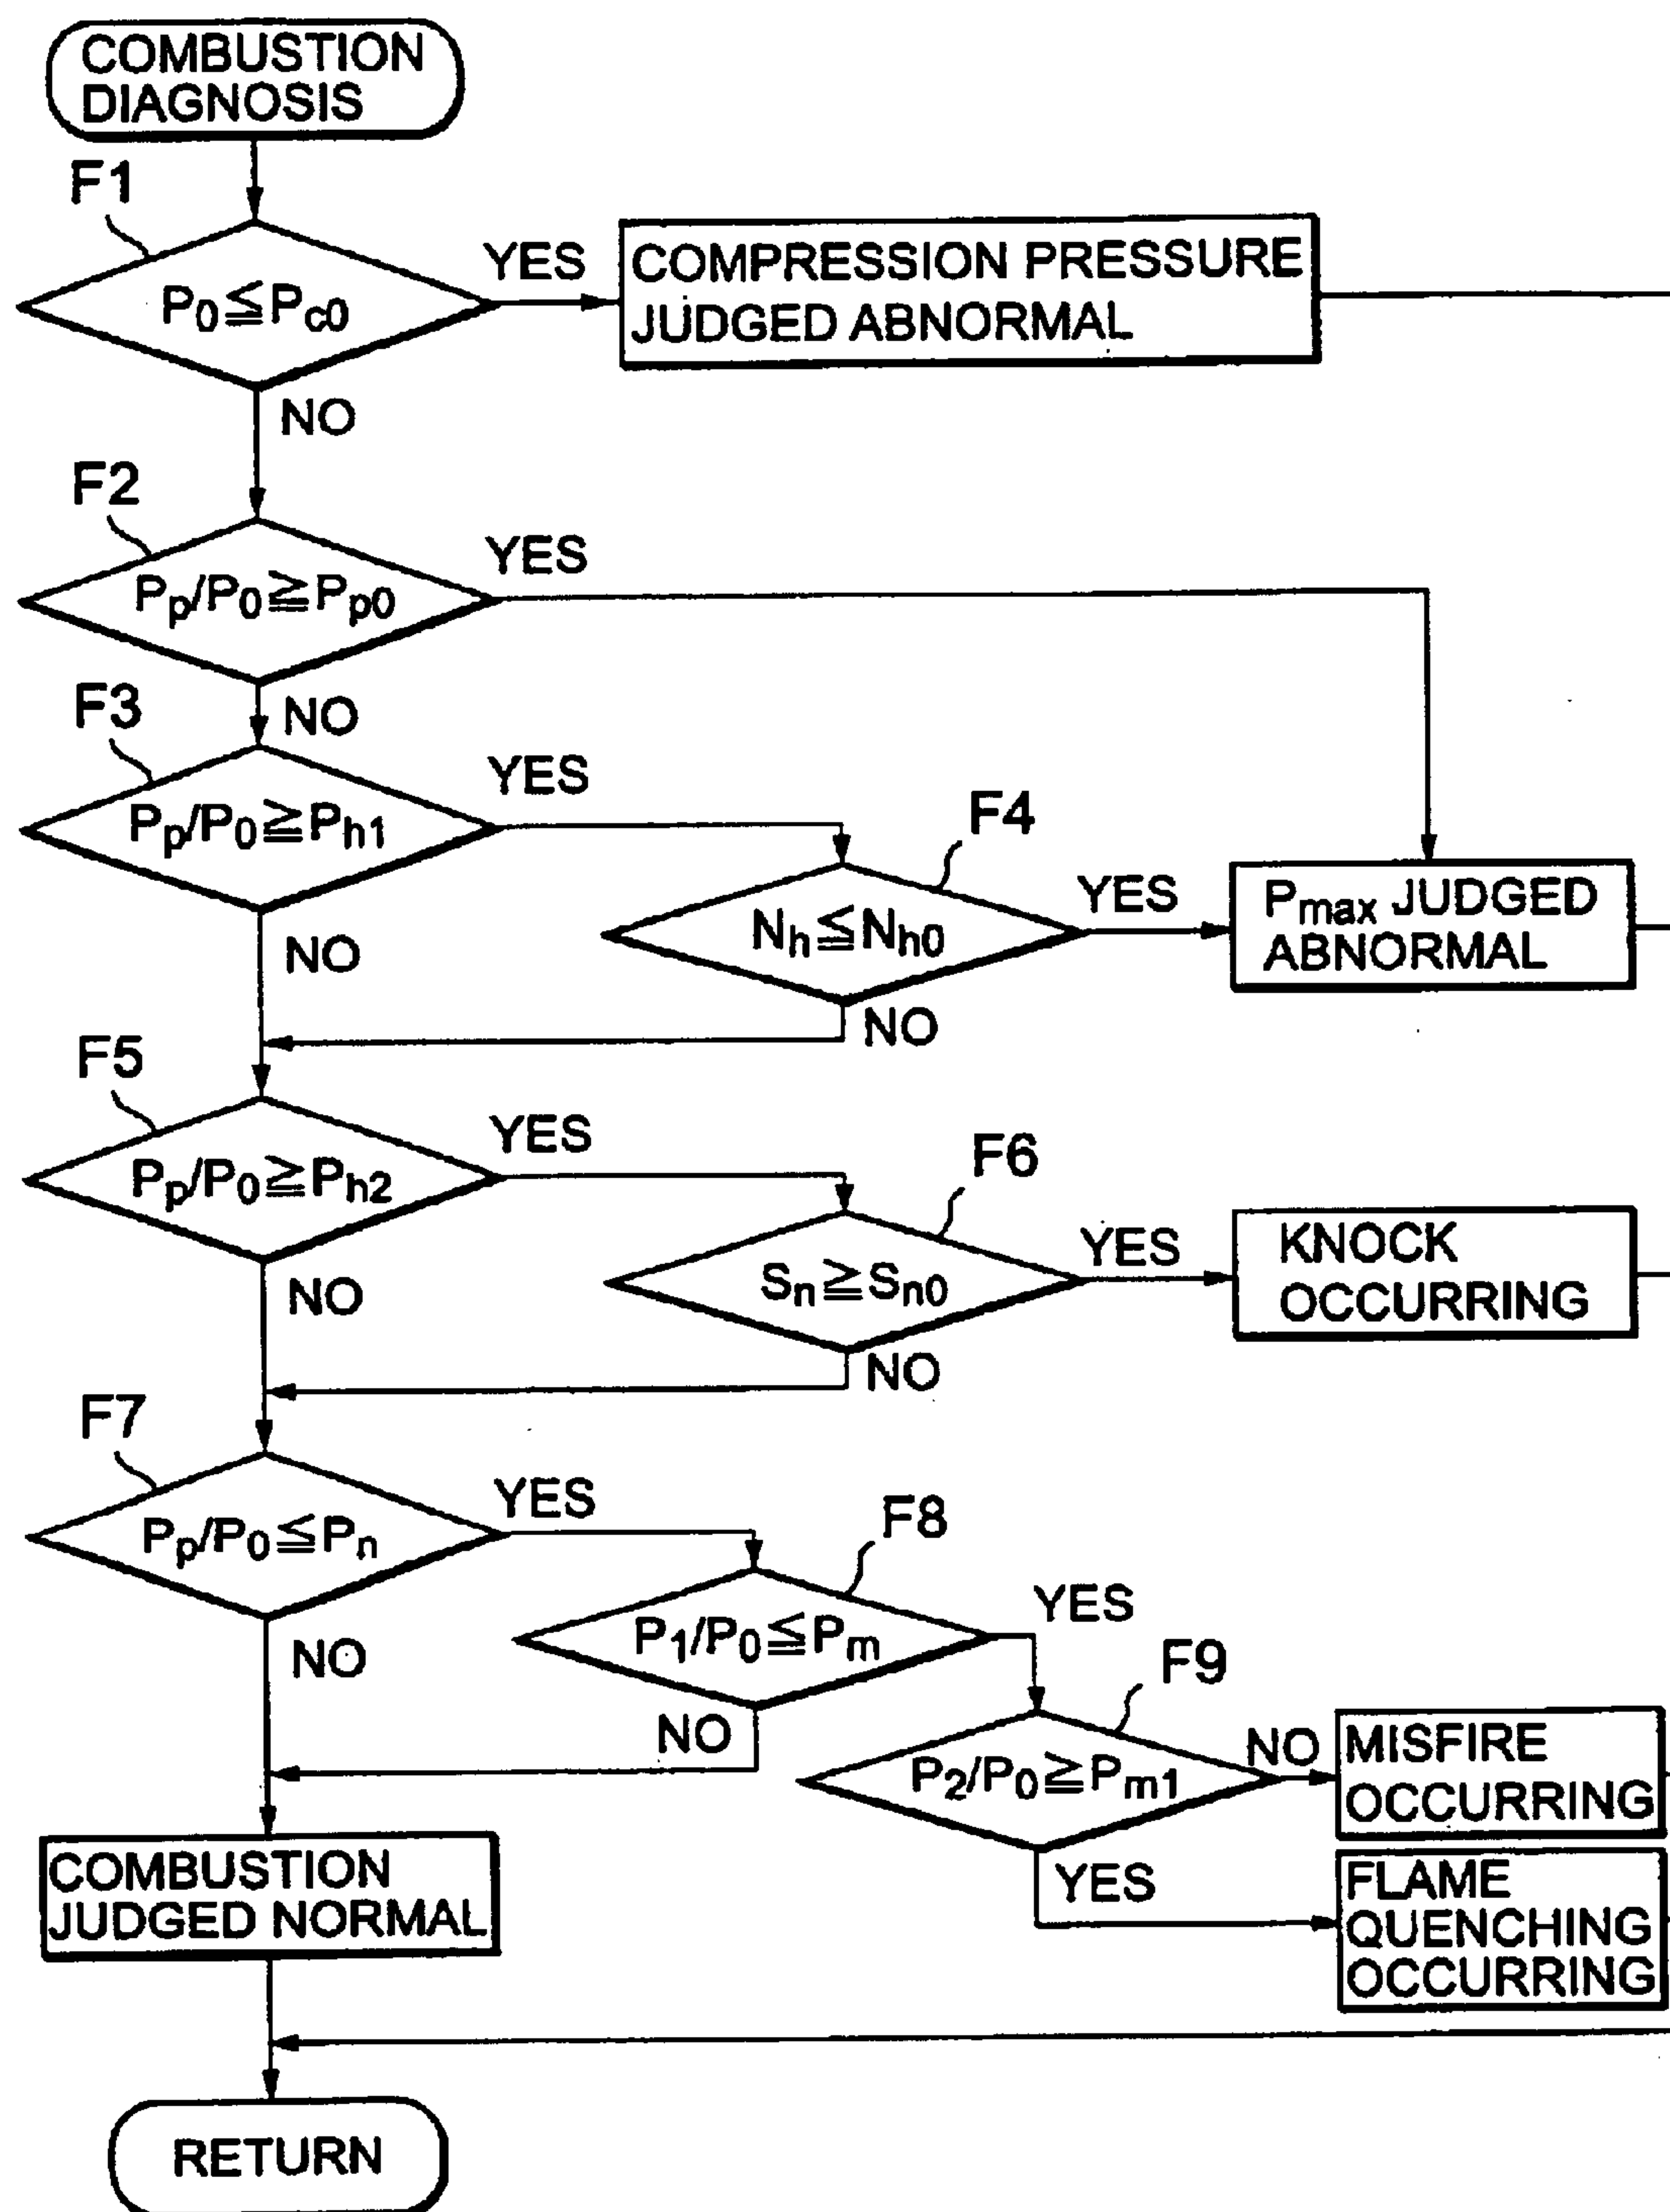 COMBUSTION
DIAGNOSIS
F1
P0≦Pc0
YES
COMPRESSION PRESSURE
JUDGED ABNORMAL
NO
F2
Pp/P0≧Pp0
YES
NO
F3
Pp/P0≧Ph1
YES
F4
Nh≦Nh0
YES
Pmax JUDGED
ABNORMAL
NO
NO
F5
Pp/P0≧Ph2
YES
F6
Sn≧Sn0
YES
KNOCK
OCCURRING
NO
NO
F7
Pp/P0≦Pn
YES
F8
P1/P0≦Pm
YES
NO
NO
F9
P2/P0≧Pm1
NO
MISFIRE
OCCURRING
YES
FLAME
QUENCHING
OCCURRING
COMBUSTION
JUDGED NORMAL
RETURN